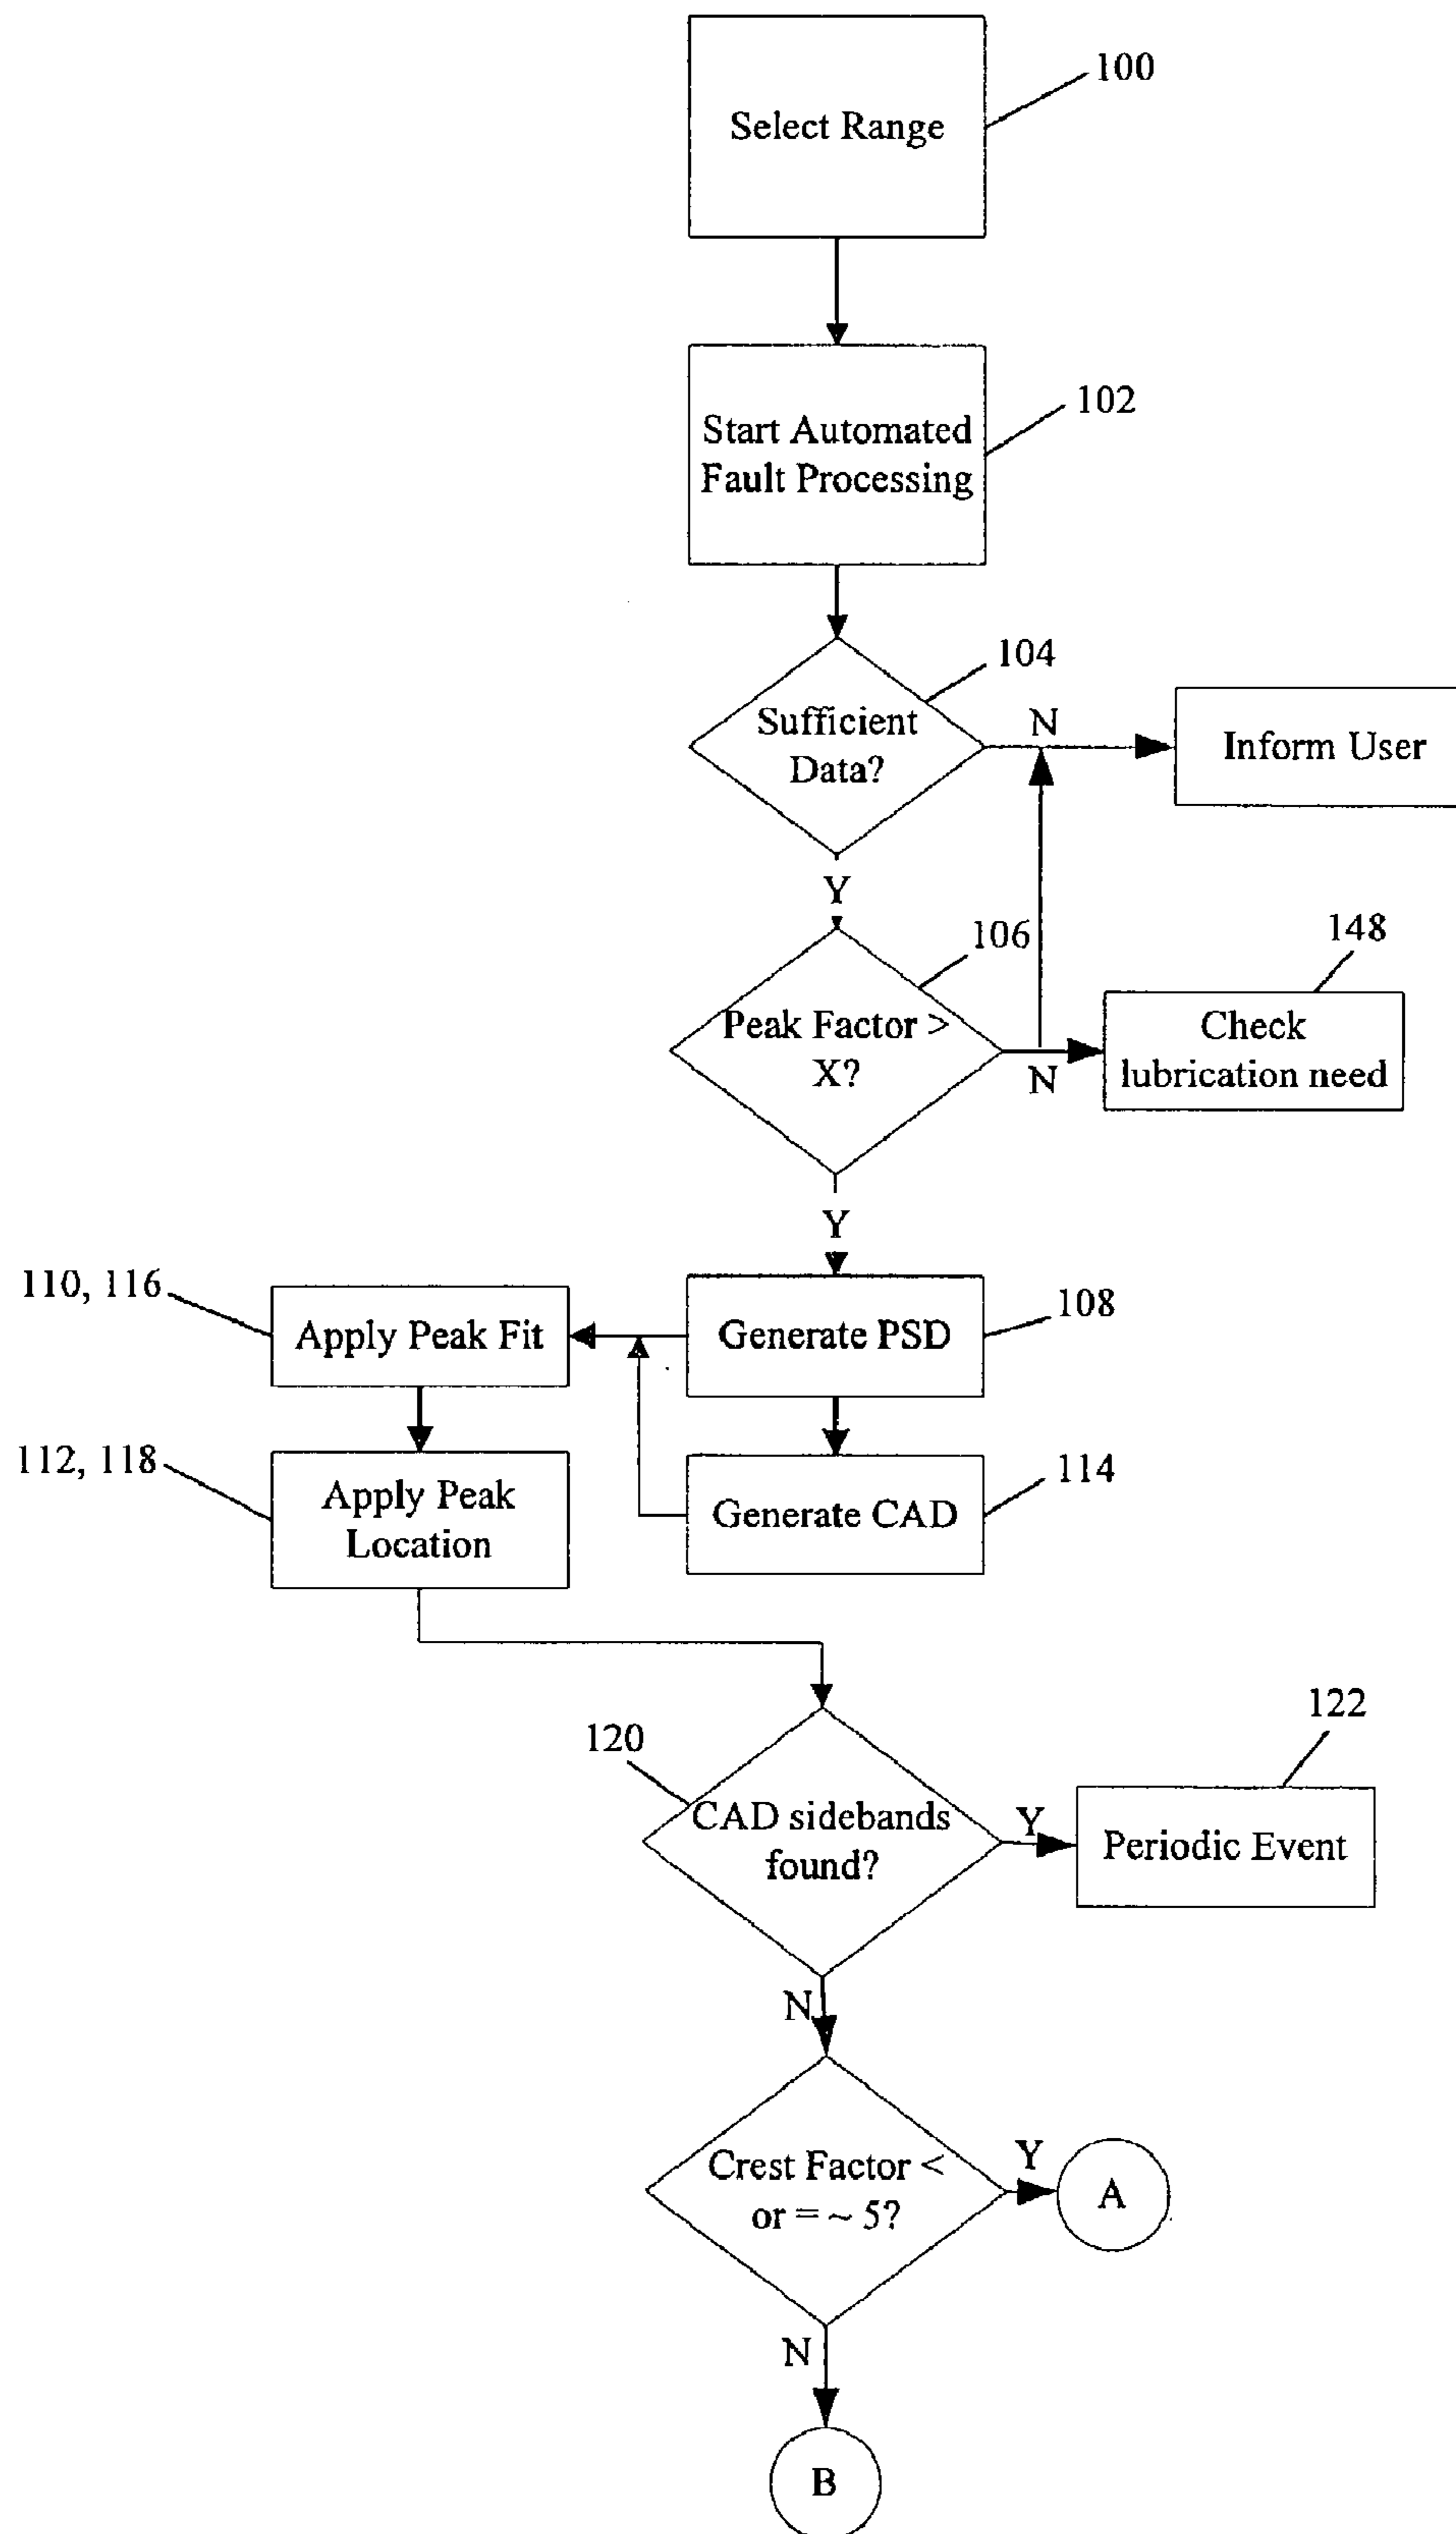 100
Select Range
102
Start Automated
Fault Processing
104
Sufficient
Data?
N
Inform User
Y
106
148
Peak Factor >
X?
N
Check
lubrication need
Y
110, 116
Apply Peak Fit
Generate PSD
108
112, 118
Apply Peak
Location
Generate CAD
114
120
122
CAD sidebands
found?
Y
Periodic Event
N
Crest Factor <
or = ~ 5?
Y
A
N
B